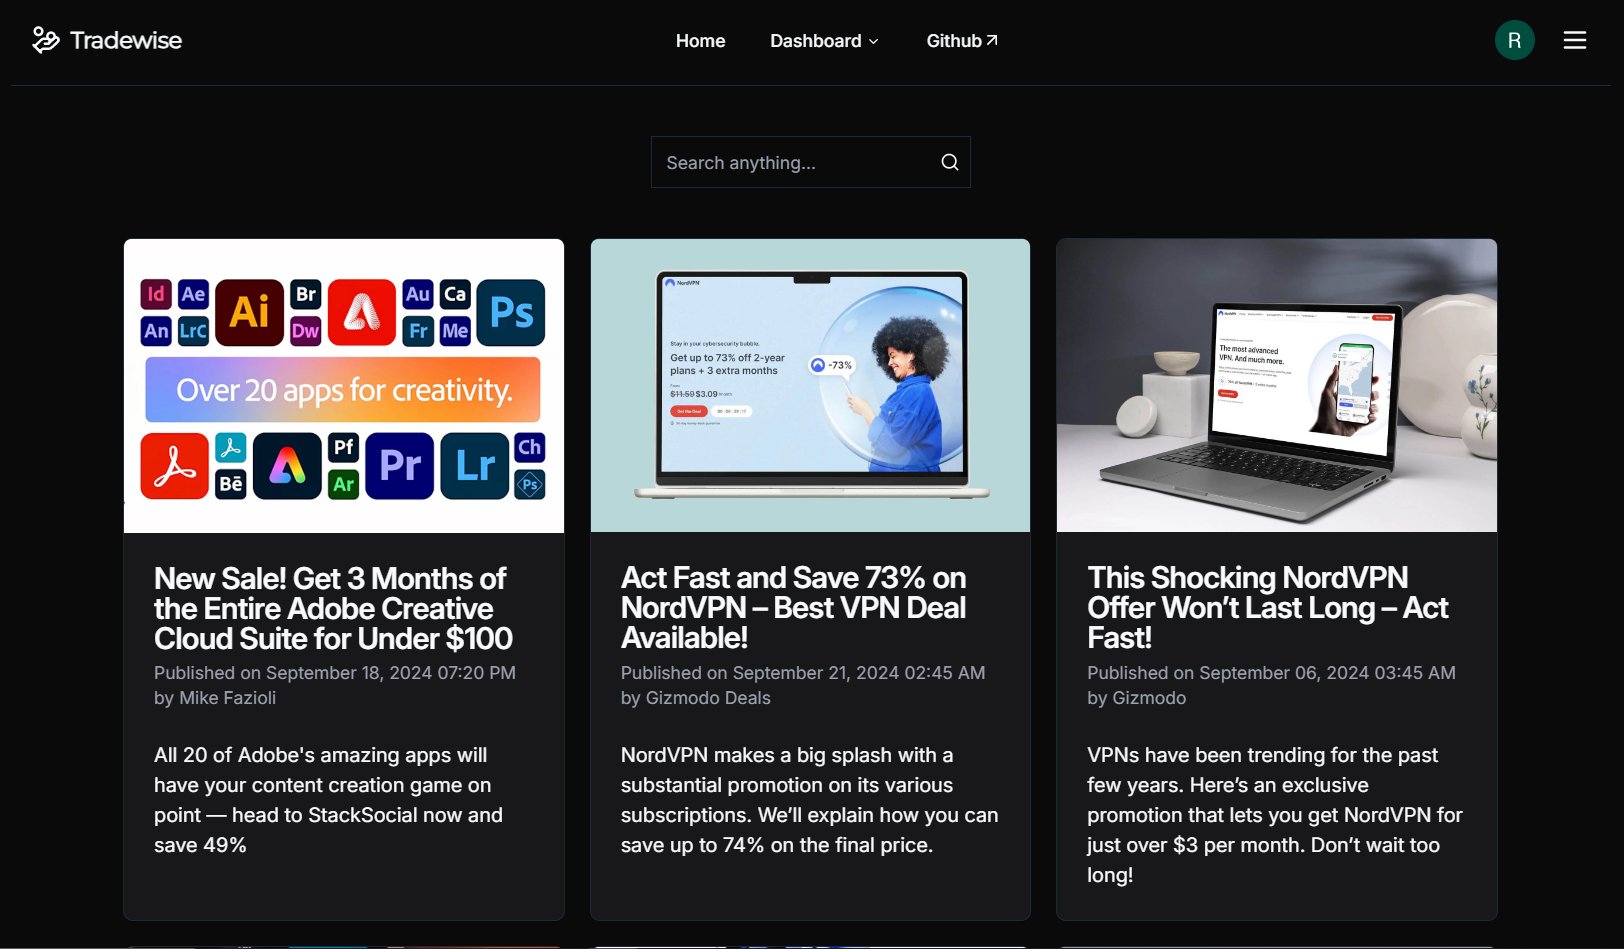 Tradewise
Home
Dashboard
Github
R
Search anything...
Id
Ae
Ai
Br
Au
Ca
Ps
An
LrC
Dw
Fr
Me
Over 20 apps for creativity.
Pf
Pr
Lr
Ch
Bē
Ar
Ps
NordVPN
Stay in your cybersecurity bubble.
Get up to 73% off 2-year
plans + 3 extra months
-73%
$11.59 $3.09
Get the Deal
The most advanced
VPN. And much more.
New Sale! Get 3 Months of
the Entire Adobe Creative
Cloud Suite for Under $100
Published on September 18, 2024 07:20 PM
by Mike Fazioli
All 20 of Adobe's amazing apps will
have your content creation game on
point — head to StackSocial now and
save 49%
Act Fast and Save 73% on
NordVPN – Best VPN Deal
Available!
Published on September 21, 2024 02:45 AM
by Gizmodo Deals
NordVPN makes a big splash with a
substantial promotion on its various
subscriptions. We’ll explain how you can
save up to 74% on the final price.
This Shocking NordVPN
Offer Won’t Last Long – Act
Fast!
Published on September 06, 2024 03:45 AM
by Gizmodo
VPNs have been trending for the past
few years. Here’s an exclusive
promotion that lets you get NordVPN for
just over $3 per month. Don’t wait too
long!